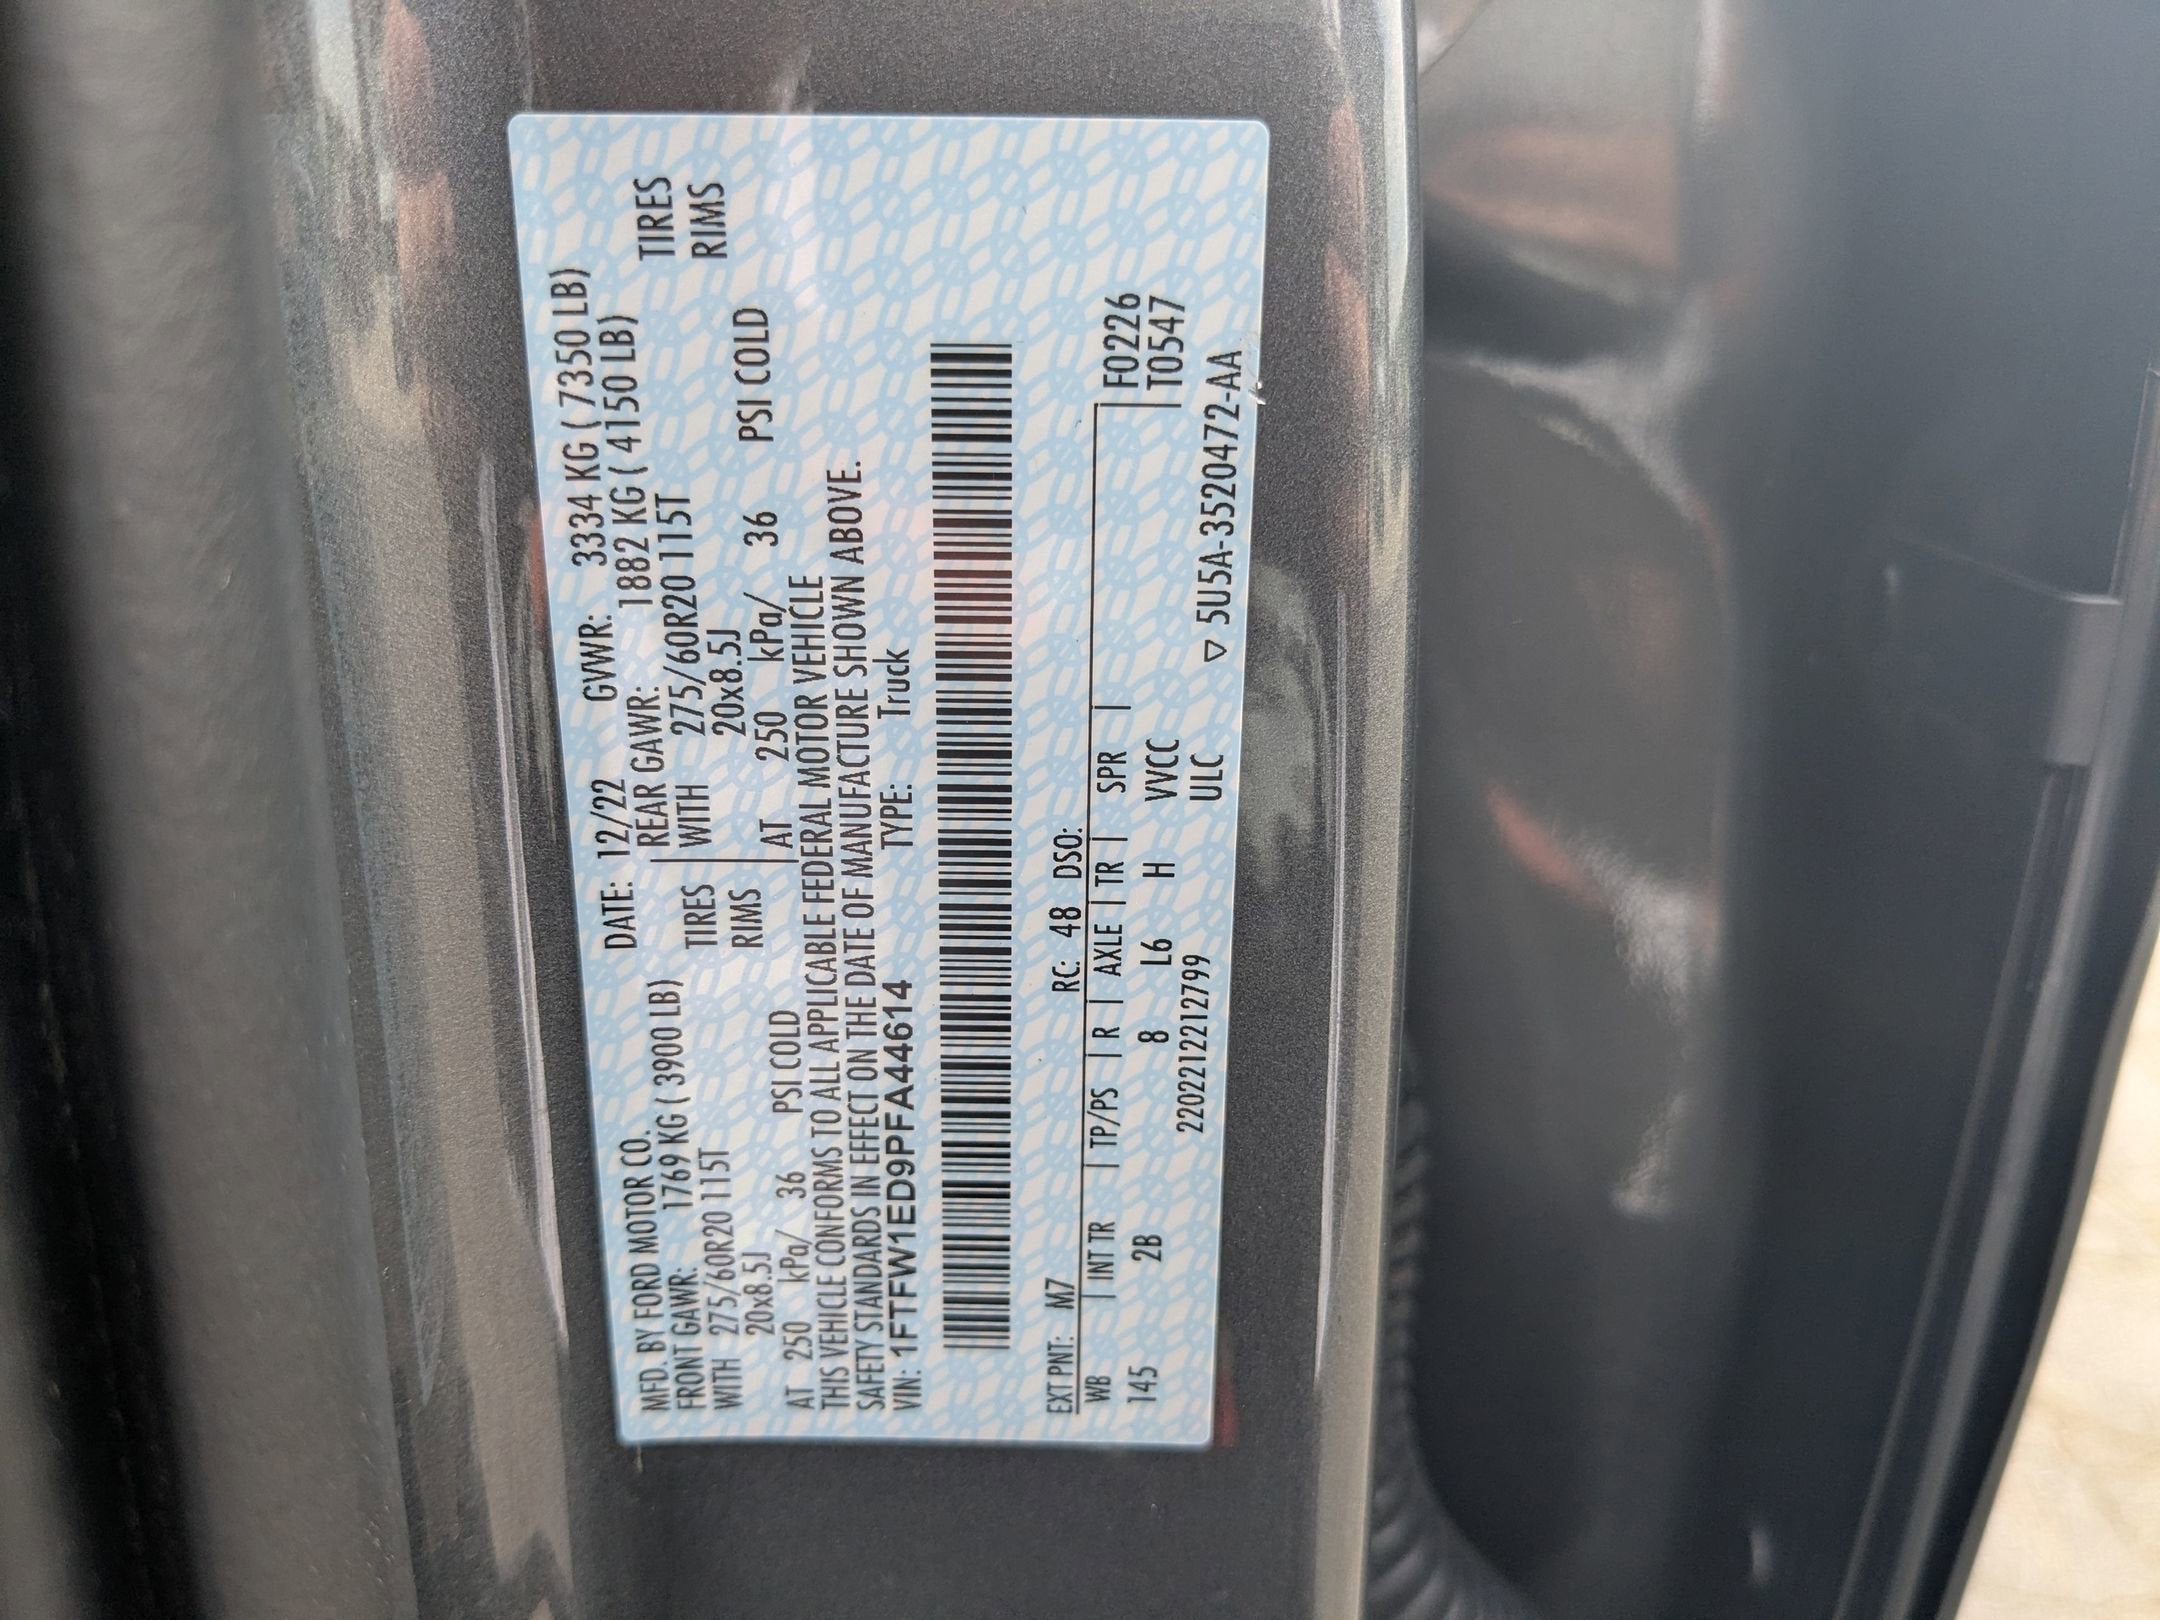 MFD. BY FORD MOTOR CO. DATE: 12/22 GVWR: 3334 KG ( 7350 LB)
FRONT GAWR: 1769 KG ( 3900 LB) REAR GAWR: 1882 KG ( 4150 LB)
WITH 275/60R20 115T TIRES WITH 275/60R20 115T TIRES
20x8.5J RIMS 20x8.5J RIMS
AT 250 kPa/ 36 PSI COLD AT 250 kPa/ 36 PSI COLD
THIS VEHICLE CONFORMS TO ALL APPLICABLE FEDERAL MOTOR VEHICLE
SAFETY STANDARDS IN EFFECT ON THE DATE OF MANUFACTURE SHOWN ABOVE.
VIN: 1FTFW1ED9PFA44614 TYPE: Truck
EXT PNT: M7 RC: 48 DSO:
WB | INT TR | TP/PS | R | AXLE | TR | SPR | F0226
145 2B 8 L6 H VVCC T0547
2202212212799 ULC ▽ 5U5A-3520472-AA